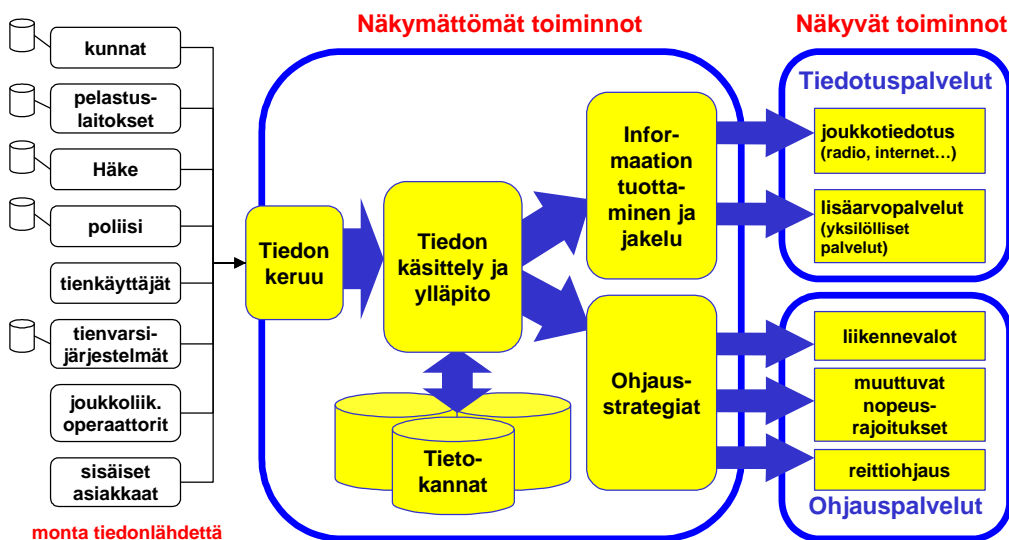 Näkymättömät toiminnot
Näkyvät toiminnot
kunnat
pelastus-
laitokset
Häke
poliisi
tienkäyttäjät
tienvarsi-
järjestelmät
joukkoliik.
operaattorit
sisäiset
asiakkaat
monta tiedonlähdettä
Tiedon
keruu
Tiedon
käsittely ja
ylläpito
Tieto-
kannat
Infor-
maation
tuotta-
minen ja
jakelu
Ohjaus-
strategiat
Tiedotuspalvelut
joukkotiedotus
(radio, internet…)
lisäarvopalvelut
(yksilölliset
palvelut)
liikennevalot
muuttuvat
nopeus-
rajoitukset
reittiohjaus
Ohjauspalvelut